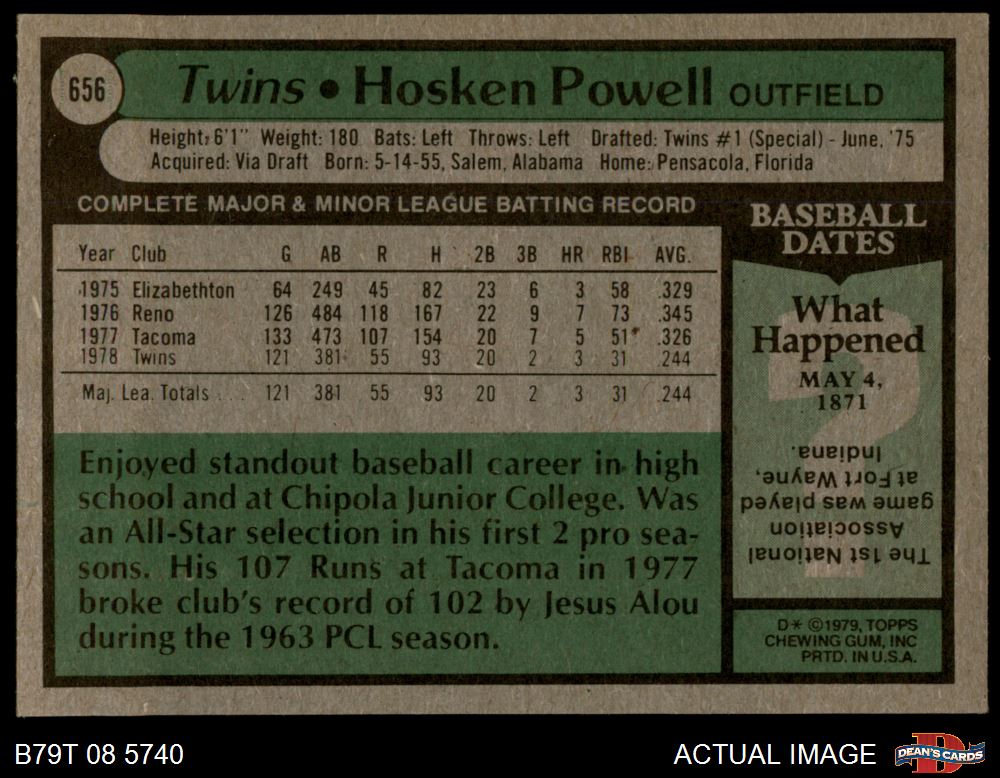 656
Twins • Hosken Powell OUTFIELD
Height: 6'1" Weight: 180 Bats: Left Throws: Left Drafted: Twins #1 (Special) - June, '75
Acquired: Via Draft Born: 5-14-55, Salem, Alabama Home: Pensacola, Florida
COMPLETE MAJOR & MINOR LEAGUE BATTING RECORD
Year Club G AB R H 2B 3B HR RBI AVG.
1975 Elizabethton 64 249 45 82 23 6 3 58 .329
1976 Reno 126 484 118 167 22 9 7 73 .345
1977 Tacoma 133 473 107 154 20 7 5 51 .326
1978 Twins 121 381 55 93 20 2 3 31 .244
Maj. Lea. Totals . . . 121 381 55 93 20 2 3 31 .244
Enjoyed standout baseball career in high
school and at Chipola Junior College. Was
an All-Star selection in his first 2 pro sea-
sons. His 107 Runs at Tacoma in 1977
broke club's record of 102 by Jesus Alou
during the 1963 PCL season.
BASEBALL
DATES
What
Happened
MAY 4,
1871
?
The 1st National
Association
game was played
at Fort Wayne,
Indiana.
D* ©1979, TOPPS
CHEWING GUM, INC
PRTD. IN U.S.A.
B79T 08 5740
ACTUAL IMAGE
DEAN'S CARDS